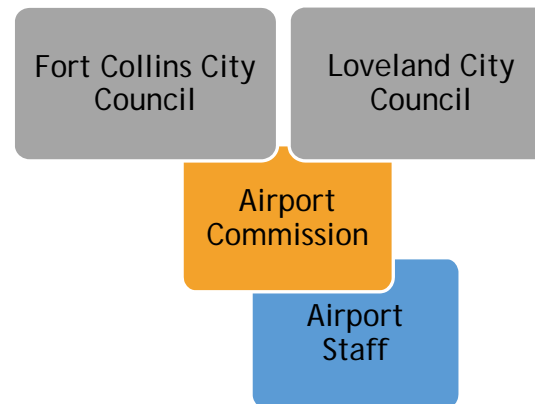 Fort Collins City
Council
Loveland City
Council
Airport
Commission
Airport
Staff